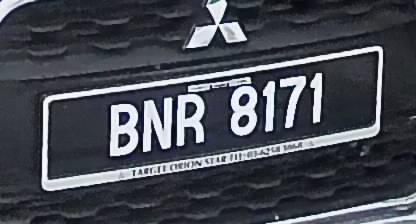 BNR 8171
TARGET ORION STAR